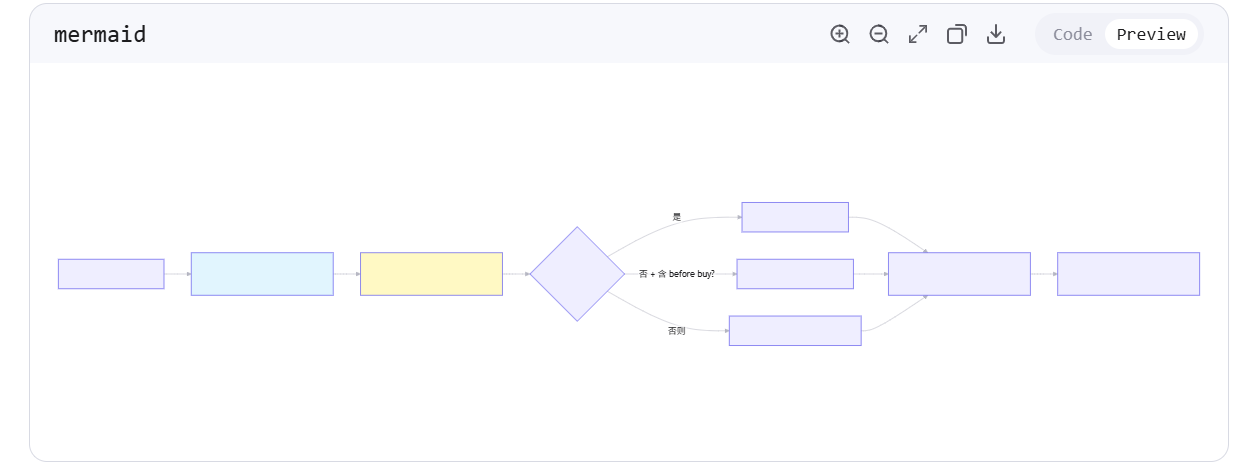 mermaid
Code
Preview
是
否 + 含 before buy?
否则